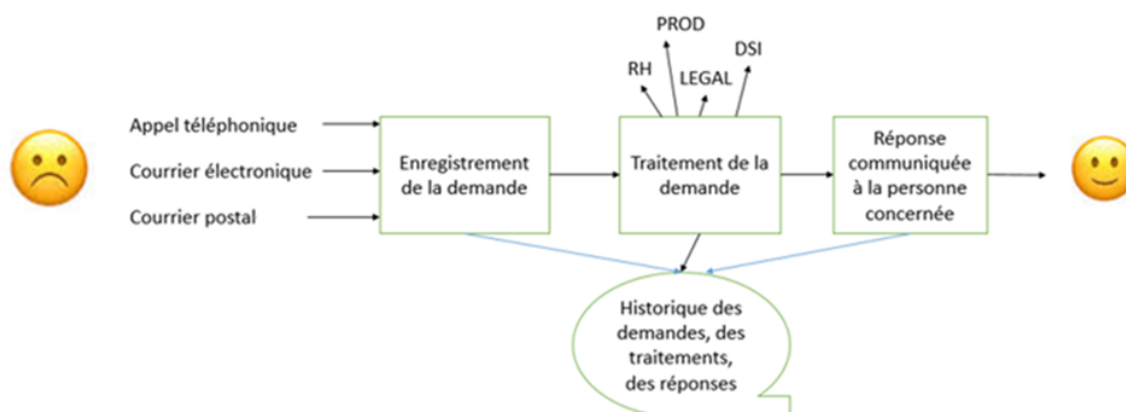 PROD
DSI
RH
LEGAL
Appel téléphonique
Courrier électronique
Courrier postal
Enregistrement
de la demande
Traitement de la
demande
Réponse
communiquée
à la personne
concernée
Historique des
demandes, des
traitements,
des réponses